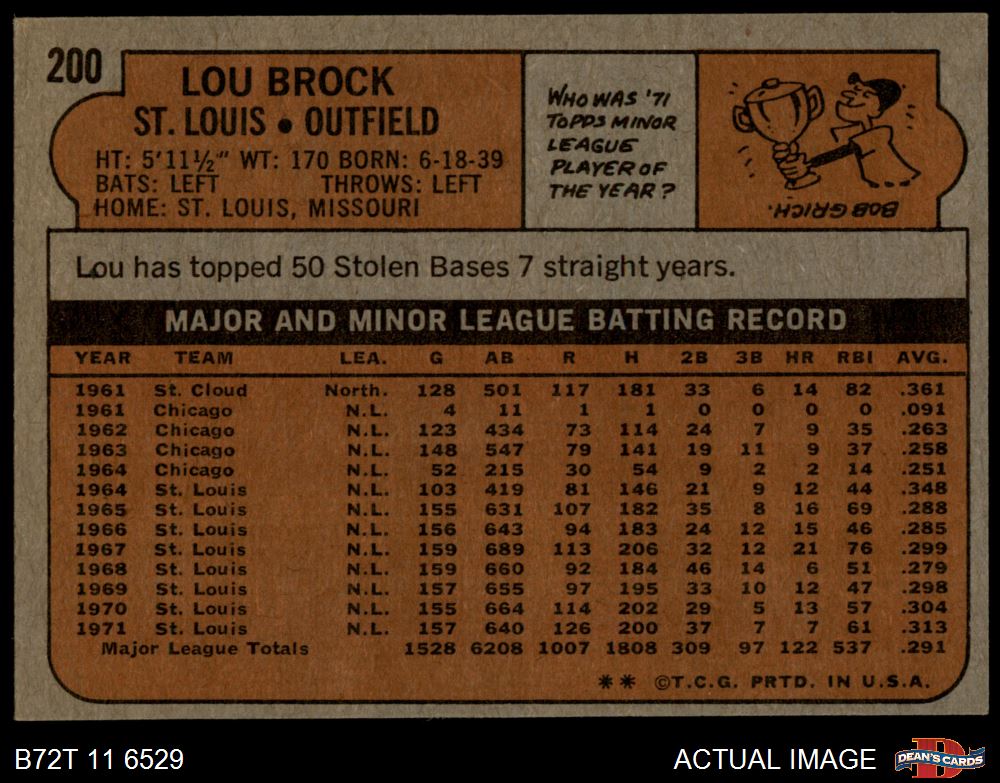 200
LOU BROCK
ST. LOUIS • OUTFIELD
HT: 5'11½" WT: 170 BORN: 6-18-39
BATS: LEFT THROWS: LEFT
HOME: ST. LOUIS, MISSOURI
WHO WAS '71
TOPPS MINOR
LEAGUE
PLAYER OF
THE YEAR?
BOB GRICH.
Lou has topped 50 Stolen Bases 7 straight years.
MAJOR AND MINOR LEAGUE BATTING RECORD
YEAR TEAM LEA. G AB R H 2B 3B HR RBI AVG.
1961 St. Cloud North. 128 501 117 181 33 6 14 82 .361
1961 Chicago N.L. 4 11 1 1 0 0 0 0 .091
1962 Chicago N.L. 123 434 73 114 24 7 9 35 .263
1963 Chicago N.L. 148 547 79 141 19 11 9 37 .258
1964 Chicago N.L. 52 215 30 54 9 2 2 14 .251
1964 St. Louis N.L. 103 419 81 146 21 9 12 44 .348
1965 St. Louis N.L. 155 631 107 182 35 8 16 69 .288
1966 St. Louis N.L. 156 643 94 183 24 12 15 46 .285
1967 St. Louis N.L. 159 689 113 206 32 12 21 76 .299
1968 St. Louis N.L. 159 660 92 184 46 14 6 51 .279
1969 St. Louis N.L. 157 655 97 195 33 10 12 47 .298
1970 St. Louis N.L. 155 664 114 202 29 5 13 57 .304
1971 St. Louis N.L. 157 640 126 200 37 7 7 61 .313
Major League Totals 1528 6208 1007 1808 309 97 122 537 .291
** ©T.C.G. PRTD. IN U.S.A.
B72T 11 6529
ACTUAL IMAGE
D
DEAN'S CARDS